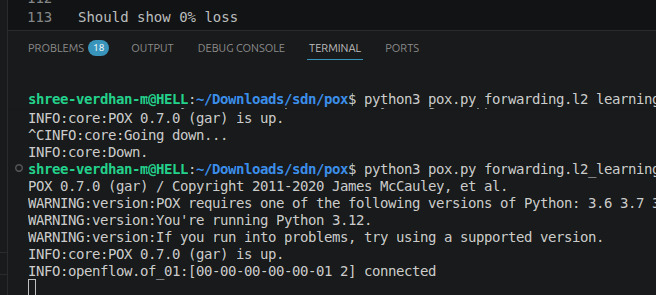 113 Should show 0% loss
PROBLEMS 18 OUTPUT DEBUG CONSOLE TERMINAL PORTS
shree-verdhan-m@HELL:~/Downloads/sdn/pox$ python3 pox.py forwarding.l2_learning
INFO:core:POX 0.7.0 (gar) is up.
^CINFO:core:Going down...
INFO:core:Down.
shree-verdhan-m@HELL:~/Downloads/sdn/pox$ python3 pox.py forwarding.l2_learning
POX 0.7.0 (gar) / Copyright 2011-2020 James McCauley, et al.
WARNING:version:POX requires one of the following versions of Python: 3.6 3.7
WARNING:version:You're running Python 3.12.
WARNING:version:If you run into problems, try using a supported version.
INFO:core:POX 0.7.0 (gar) is up.
INFO:openflow.of_01:[00-00-00-00-00-01 2] connected